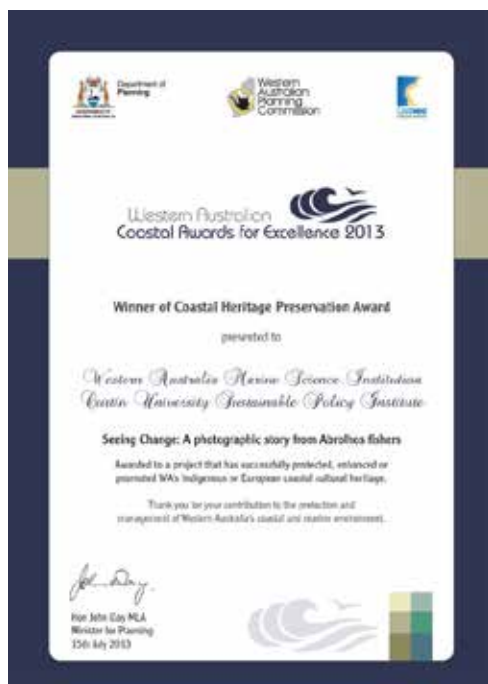 Department of
Planning
Western
Australian
Planning
Commission
Western Australian
Coastal Awards for Excellence 2013
Winner of Coastal Heritage Preservation Award
presented to
Western Australia Marine Science Institution
Curtin University Sustainable Policy Institute
Seeing Change: A photographic story from Abrolhos fishers
Awarded to a project that has successfully protected, enhanced or
promoted WA's Indigenous or European coastal cultural heritage.
Thank you for your contribution to the protection and
management of Western Australia's coastal and marine environment.
John Day
Hon John Day MLA
Minister for Planning
15th July 2013